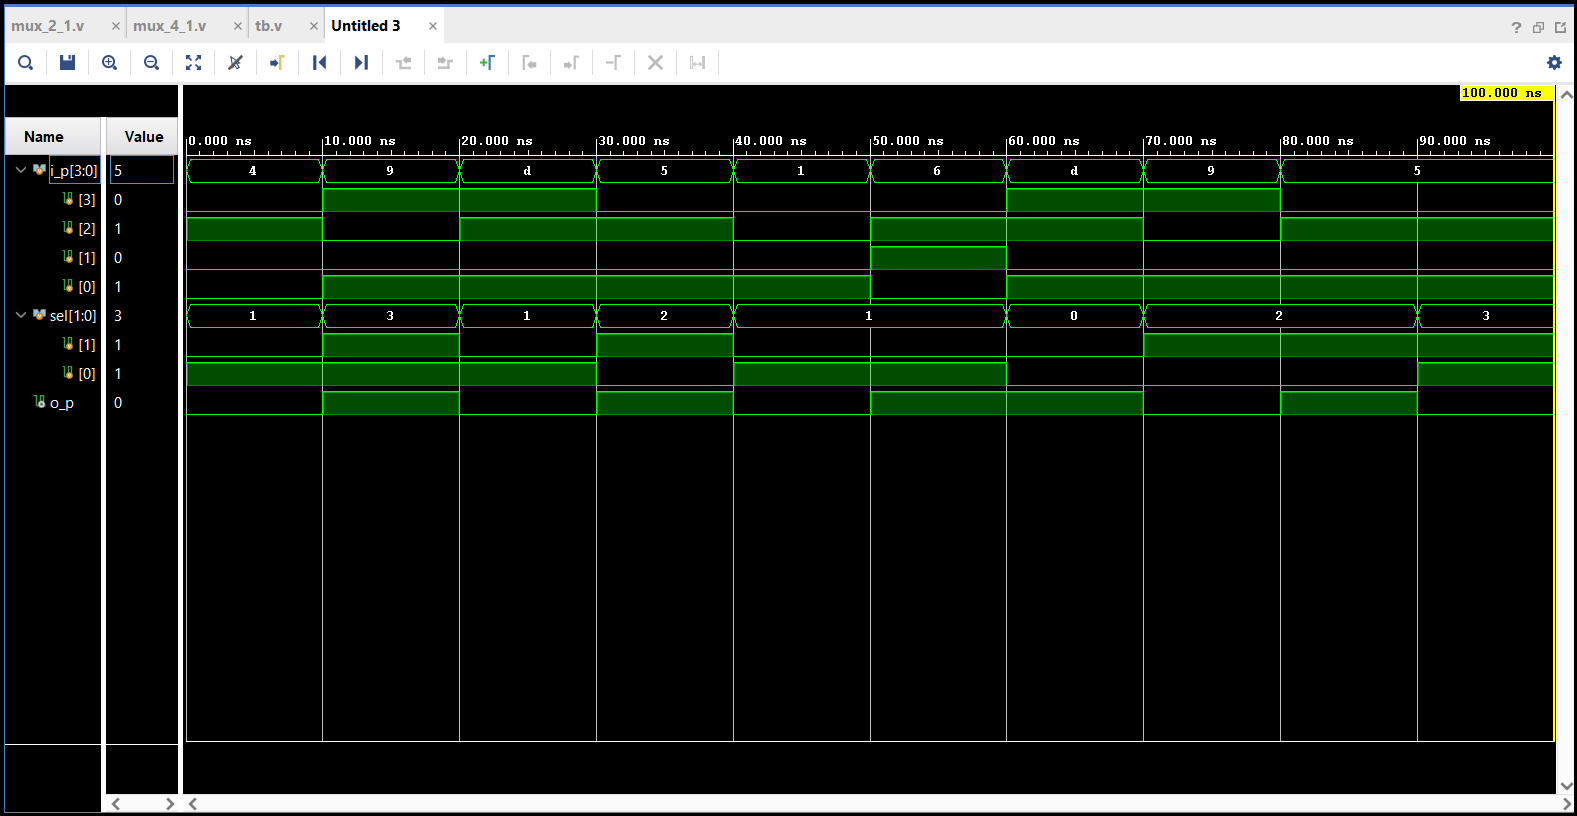 mux_2_1.v × mux_4_1.v × tb.v × Untitled 3 × ?
100.000 ns
Name Value 0.000 ns 10.000 ns 20.000 ns 30.000 ns 40.000 ns 50.000 ns 60.000 ns 70.000 ns 80.000 ns 90.000 ns
i_p[3:0] 5 4 9 d 5 1 6 d 9 5
[3] 0
[2] 1
[1] 0
[0] 1
sel[1:0] 3 1 3 1 2 1 0 2 3
[1] 1
[0] 1
o_p 0